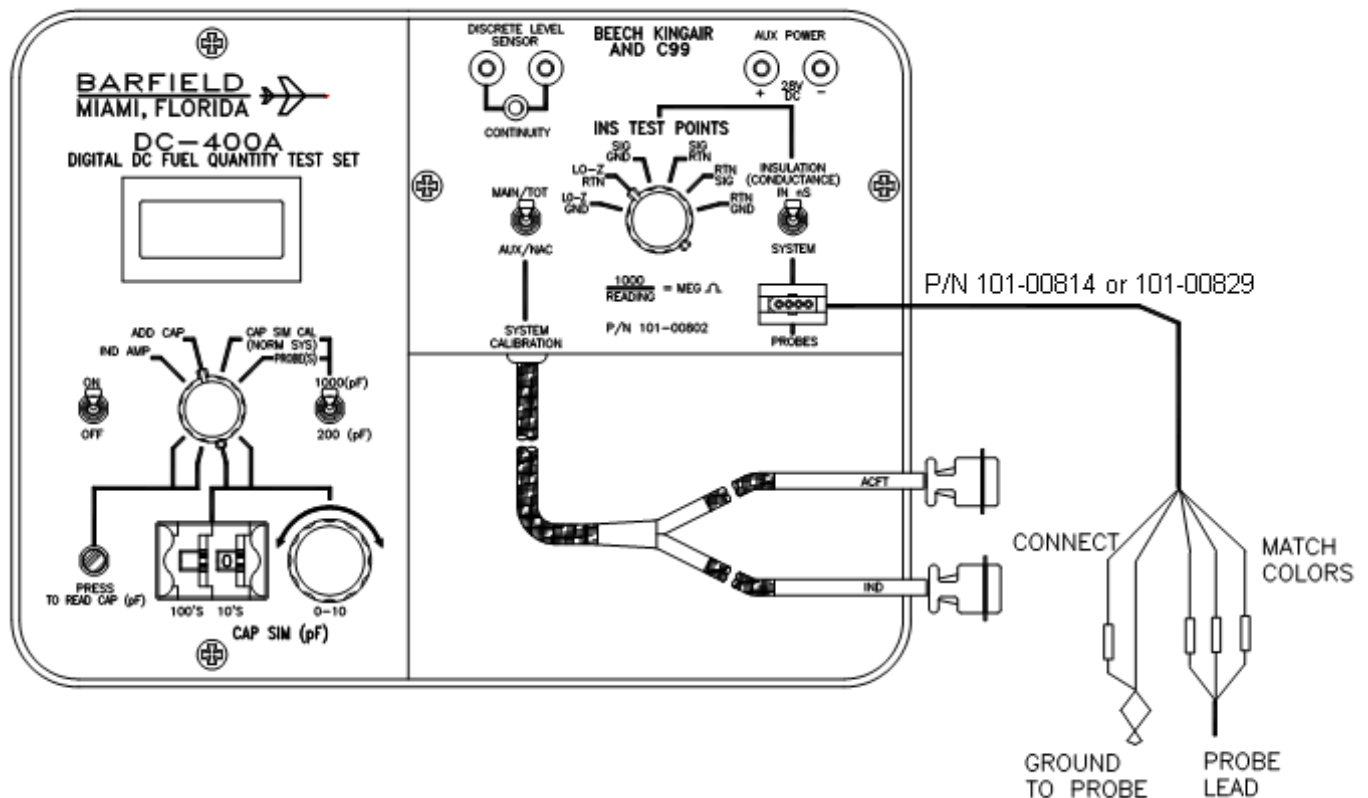 BARFIELD
MIAMI, FLORIDA
DC-400A
DIGITAL DC FUEL QUANTITY TEST SET
ADD CAP
IND AMP
CAP SIM CAL
(NORM SYS)
PROBE(S)
1000(pF)
200 (pF)
ON
OFF
PRESS
TO READ CAP (pF)
0
100'S
10'S
0-10
CAP SIM (pF)
DISCRETE LEVEL
SENSOR
CONTINUITY
BEECH KINGAIR
AND C99
AUX POWER
+
28V
DC
-
INS TEST POINTS
SIG
GND
SIG
RTN
LO-Z
RTN
RTN
SIG
LO-Z
GND
RTN
GND
INSULATION
(CONDUCTANCE)
IN nS
SYSTEM
PROBES
MAIN/TOT
AUX/NAC
SYSTEM
CALIBRATION
1000
READING = MEG Ω
P/N 101-00802
ACFT
IND
P/N 101-00814 or 101-00829
CONNECT
MATCH
COLORS
GROUND
TO PROBE
PROBE
LEAD